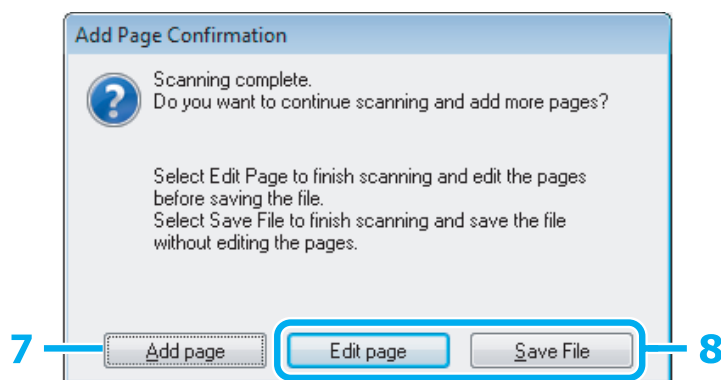 Add Page Confirmation
Scanning complete.
Do you want to continue scanning and add more pages?
Select Edit Page to finish scanning and edit the pages
before saving the file.
Select Save File to finish scanning and save the file
without editing the pages.
7 Add page Edit page Save File 8